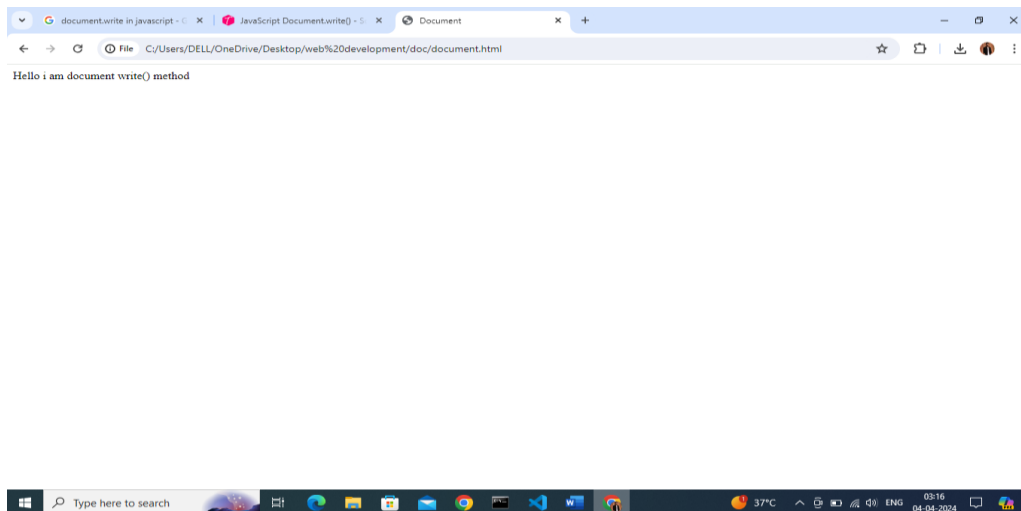 document.write in javascript - G
JavaScript Document.write() - S
Document
File C:/Users/DELL/OneDrive/Desktop/web%20development/doc/document.html
Hello i am document write() method
Type here to search
37°C
ENG
03:16
04-04-2024